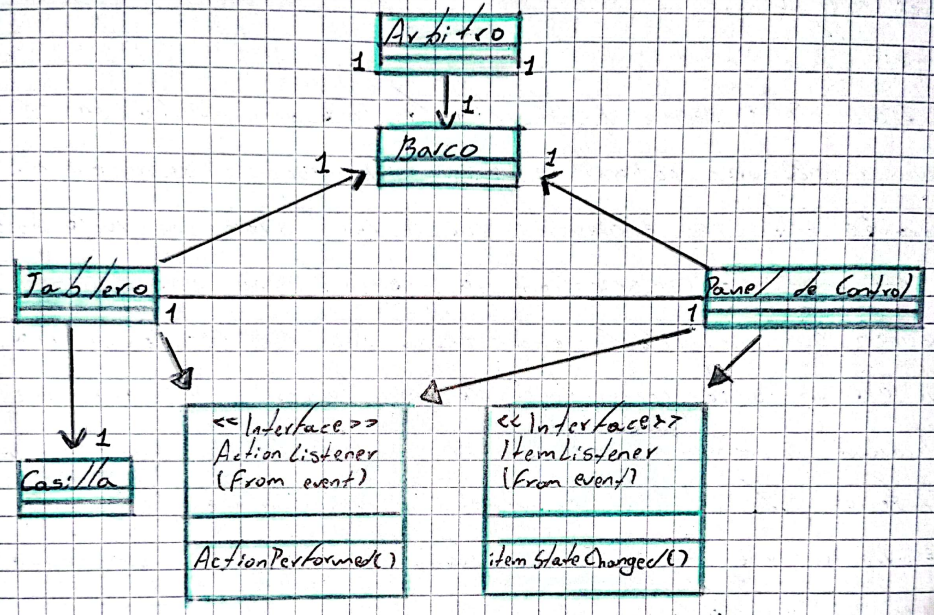 Arbitro
1
1
1
Barco
1
1
Tablero
Panel de Control
1
1
<<Interface>>
ActionListener
(From event)
ActionPerformed()
<<Interface>>
ItemListener
(From event)
itemStateChanged()
1
Casilla